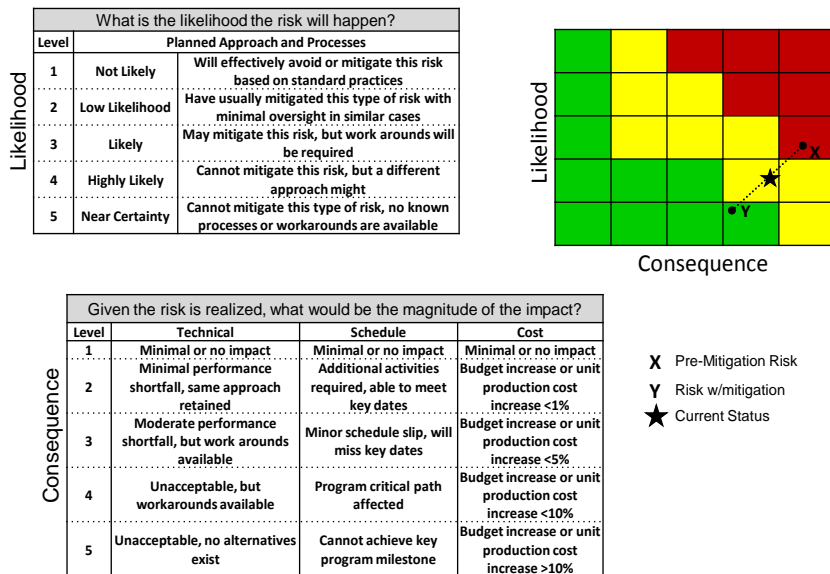 What is the likelihood the risk will happen?
Level Planned Approach and Processes
1 Not Likely Will effectively avoid or mitigate this risk
based on standard practices
2 Low Likelihood Have usually mitigated this type of risk with
minimal oversight in similar cases
3 Likely May mitigate this risk, but work arounds will
be required
4 Highly Likely Cannot mitigate this risk, but a different
approach might
5 Near Certainty Cannot mitigate this type of risk, no known
processes or workarounds are available
Likelihood
Likelihood
X
Y
Consequence
Given the risk is realized, what would be the magnitude of the impact?
Level Technical Schedule Cost
1 Minimal or no impact Minimal or no impact Minimal or no impact
2 Minimal performance
shortfall, same approach
retained
Additional activities
required, able to meet
key dates
Budget increase or unit
production cost
increase <1%
3 Moderate performance
shortfall, but work arounds
available
Minor schedule slip, will
miss key dates
Budget increase or unit
production cost
increase <5%
4 Unacceptable, but
workarounds available
Program critical path
affected
Budget increase or unit
production cost
increase <10%
5 Unacceptable, no alternatives
exist
Cannot achieve key
program milestone
Budget increase or unit
production cost
increase >10%
Consequence
X Pre-Mitigation Risk
Y Risk w/mitigation
Current Status